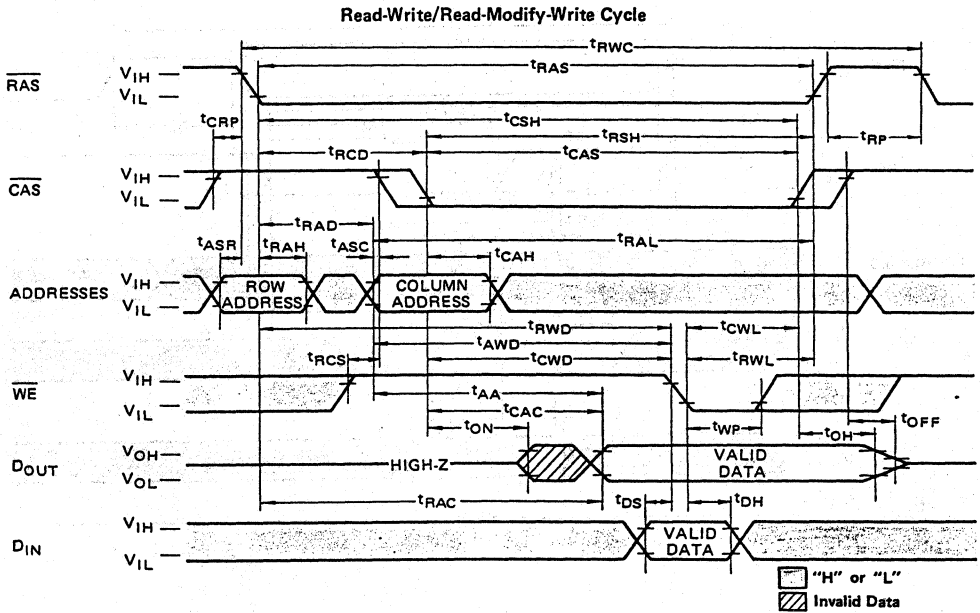 Read-Write/Read-Modify-Write Cycle
tRWC
RAS
VIH
VIL
tRAS
tCRP
tCSH
tRSH
tRP
tRCD
tCAS
CAS
VIH
VIL
tRAD
tRAL
tASR
tRAH
tASC
tCAH
ADDRESSES
VIH
VIL
ROW
ADDRESS
COLUMN
ADDRESS
tRWD
tCWL
tAWD
tRCS
tCWD
tRWL
WE
VIH
VIL
tAA
tCAC
tON
tWP
tOH
tOFF
DOUT
VOH
VOL
HIGH-Z
VALID
DATA
tRAC
tDS
tDH
DIN
VIH
VIL
VALID
DATA
"H" or "L"
Invalid Data